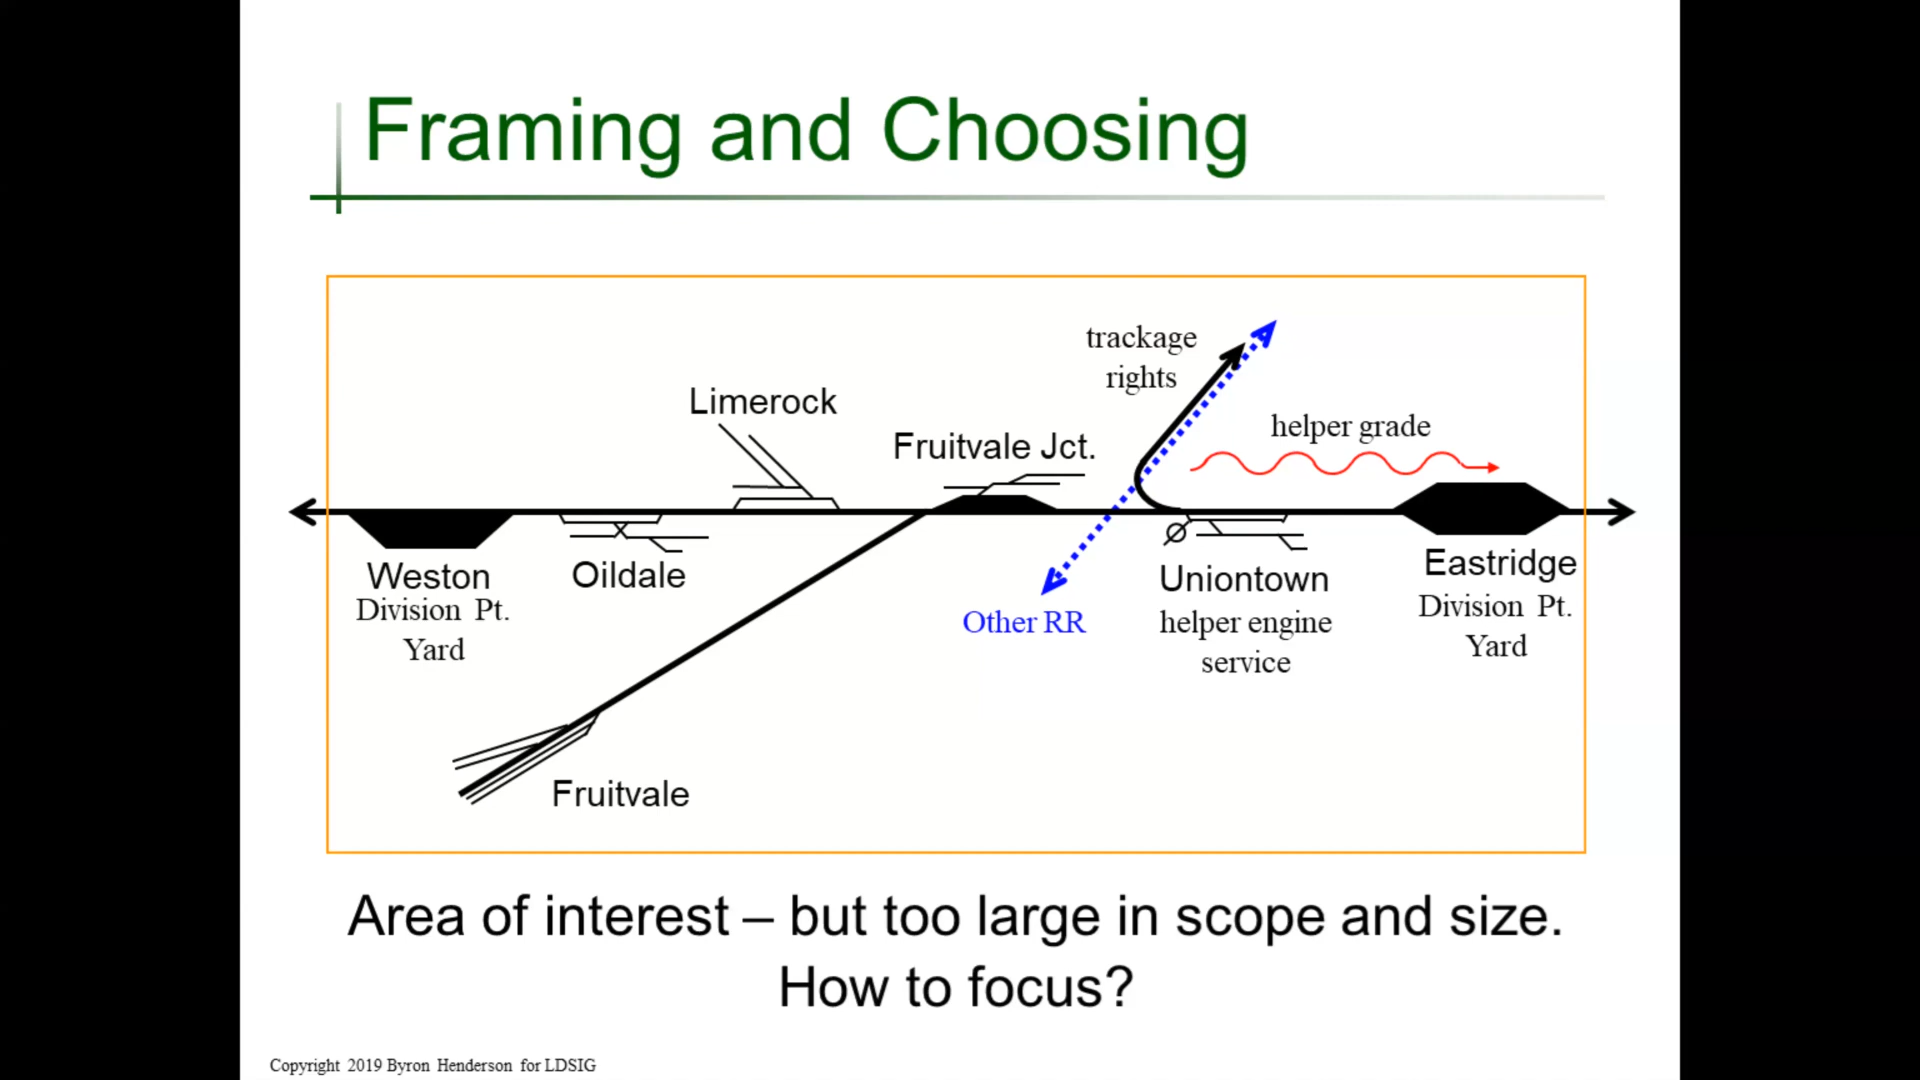 Framing and Choosing
trackage
rights
Limerock
helper grade
Fruitvale Jct.
Weston
Division Pt.
Yard
Oildale
Other RR
Uniontown
helper engine
service
Eastridge
Division Pt.
Yard
Fruitvale
Area of interest – but too large in scope and size.
How to focus?
Copyright 2019 Byron Henderson for LDSIG